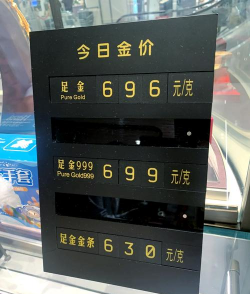 今日金价
足金 696 元/克
Pure Gold
足金999 699 元/克
Pure Gold999
足金金条 630 元/克